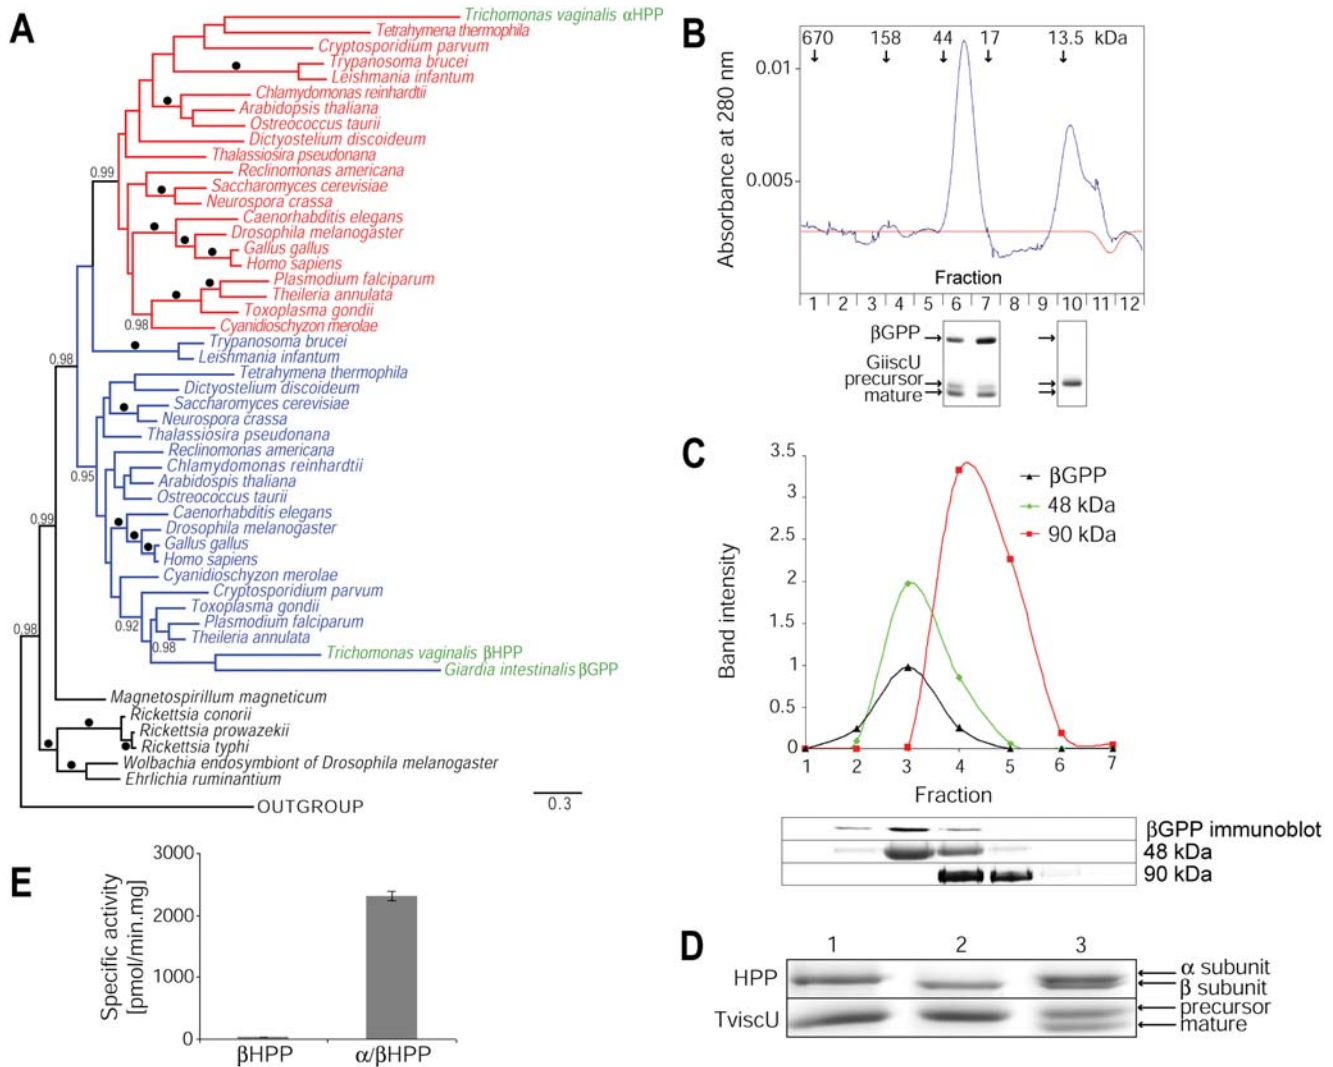 A
Trichomonas vaginalis αHPP
Tetrahymena thermophila
Cryptosporidium parvum
Trypanosoma brucei
Leishmania infantum
Chlamydomonas reinhardtii
Arabidopsis thaliana
Ostreococcus taurii
Dictyostelium discoideum
Thalassiosira pseudonana
0.99
Reclinomonas americana
Saccharomyces cerevisiae
Neurospora crassa
Caenorhabditis elegans
Drosophila melanogaster
Gallus gallus
Homo sapiens
Plasmodium falciparum
Theileria annulata
Toxoplasma gondii
0.98
Cyanidioschyzon merolae
Trypanosoma brucei
Leishmania infantum
0.98
Tetrahymena thermophila
Dictyostelium discoideum
Saccharomyces cerevisiae
Neurospora crassa
Thalassiosira pseudonana
Reclinomonas americana
0.95
Chlamydomonas reinhardtii
Arabidospis thaliana
Ostreococcus taurii
Caenorhabditis elegans
0.99
Drosophila melanogaster
Gallus gallus
Homo sapiens
Cyanidioschyzon merolae
Cryptosporidium parvum
Toxoplasma gondii
0.92
Plasmodium falciparum
Theileria annulata
0.98
0.98
Trichomonas vaginalis βHPP
Giardia intestinalis βGPP
Magnetospirillum magneticum
Rickettsia conorii
Rickettsia prowazekii
Rickettsia typhi
Wolbachia endosymbiont of Drosophila melanogaster
Ehrlichia ruminantium
OUTGROUP
0.3
B
670 158 44 17 13.5 kDa
0.01
0.005
Absorbance at 280 nm
Fraction
1 2 3 4 5 6 7 8 9 10 11 12
βGPP
GiiscU
precursor
mature
C
3.5
3
2.5
2
1.5
1
0.5
0
Band intensity
βGPP
48 kDa
90 kDa
1 2 3 4 5 6 7
Fraction
βGPP immunoblot
48 kDa
90 kDa
D
1 2 3
HPP
α subunit
β subunit
TviscU
precursor
mature
E
3000
2000
1000
0
Specific activity
[pmol/min.mg]
βHPP
α/βHPP